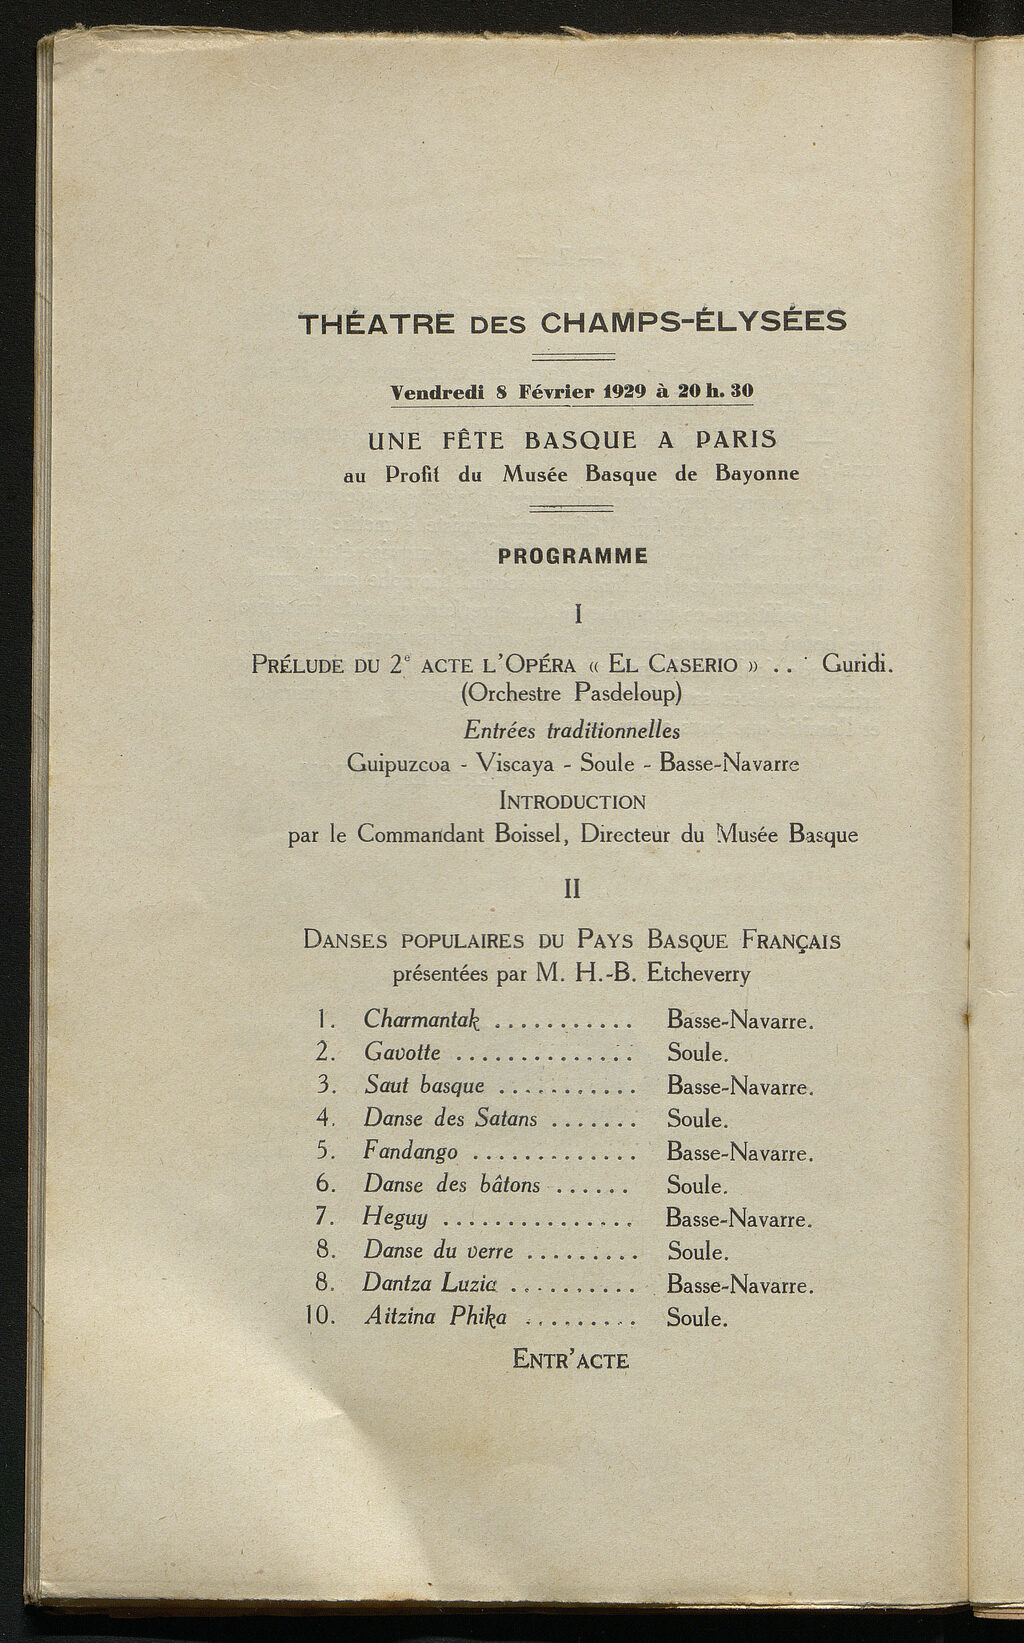 THÉATRE DES CHAMPS-ÉLYSÉES
Vendredi 8 Février 1929 à 20 h. 30
UNE FÊTE BASQUE A PARIS
au Profit du Musée Basque de Bayonne
PROGRAMME
I
PRÉLUDE DU 2e ACTE L'OPÉRA « EL CASERIO » . . . Guridi.
(Orchestre Pasdeloup)
Entrées traditionnelles
Guipuzcoa - Viscaya - Soule - Basse-Navarre
INTRODUCTION
par le Commandant Boissel, Directeur du Musée Basque
II
DANSES POPULAIRES DU PAYS BASQUE FRANÇAIS
présentées par M. H.-B. Etcheverry
1. Charmantak ........... Basse-Navarre.
2. Gavotte .............. Soule.
3. Saut basque ........... Basse-Navarre.
4. Danse des Satans ....... Soule.
5. Fandango ............. Basse-Navarre.
6. Danse des bâtons ...... Soule.
7. Heguy ............... Basse-Navarre.
8. Danse du verre ......... Soule.
8. Dantza Luzia .......... Basse-Navarre.
10. Aitzina Phika ......... Soule.
ENTR'ACTE